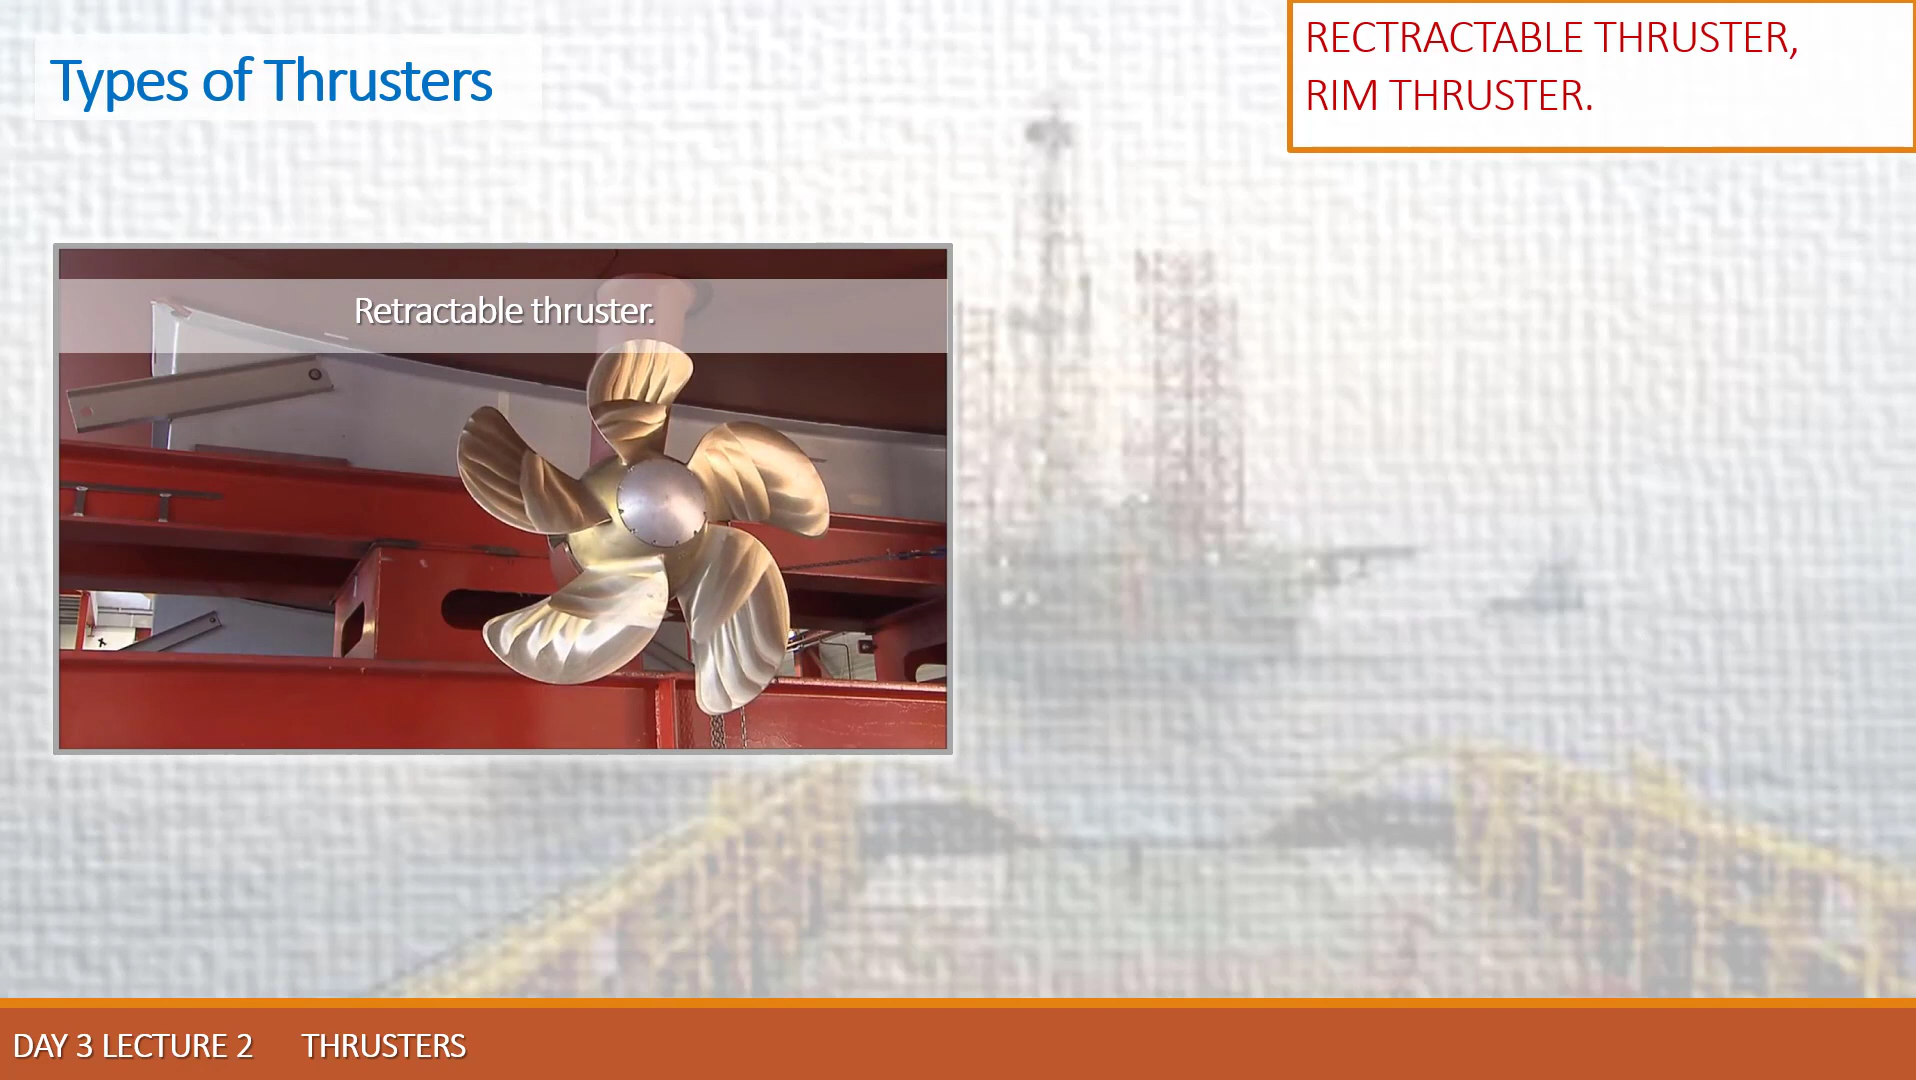 Types of Thrusters
RECTRACTABLE THRUSTER,
RIM THRUSTER.
Retractable thruster.
DAY 3 LECTURE 2 THRUSTERS